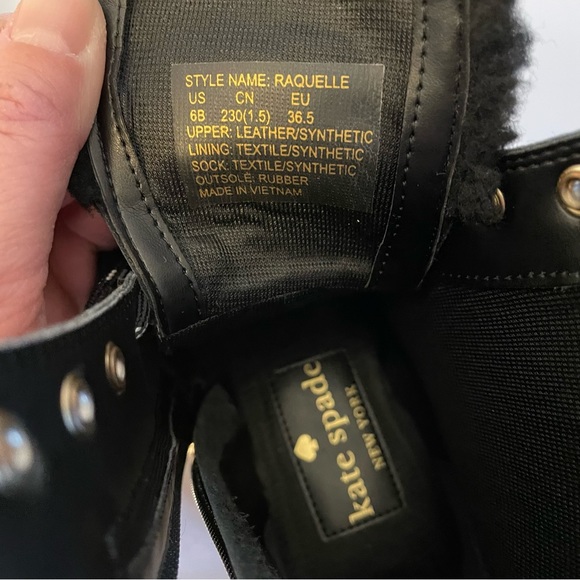 STYLE NAME: RAQUELLE
US CN EU
6B 230(1.5) 36.5
UPPER: LEATHER/SYNTHETIC
LINING: TEXTILE/SYNTHETIC
SOCK: TEXTILE/SYNTHETIC
OUTSOLE: RUBBER
MADE IN VIETNAM
kate spade
NEW YORK